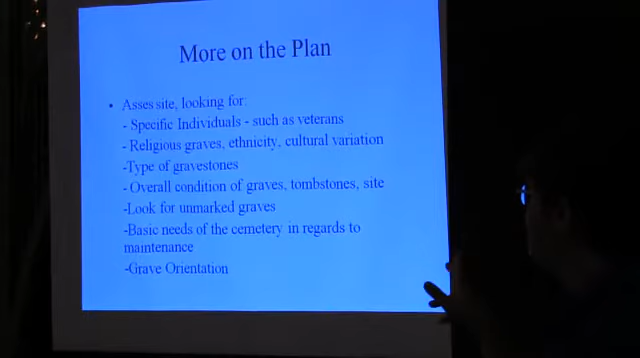 More on the Plan
• Asses site, looking for:
- Specific Individuals - such as veterans
- Religious graves, ethnicity, cultural variation
-Type of gravestones
- Overall condition of graves, tombstones, site
-Look for unmarked graves
-Basic needs of the cemetery in regards to
maintenance
-Grave Orientation